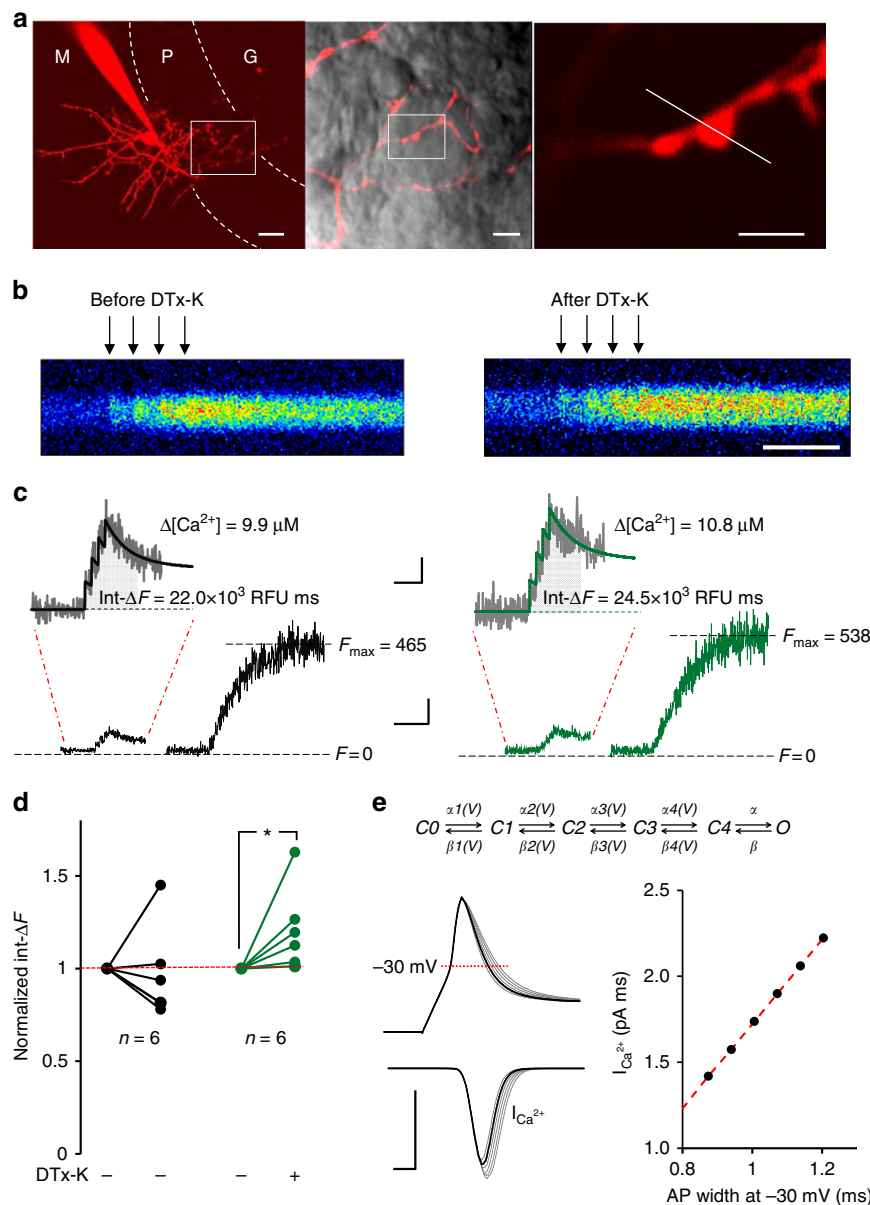 a
M P G
b
Before DTx-K
After DTx-K
c
Δ[Ca²⁺] = 9.9 μM
Int-ΔF = 22.0×10³ RFU ms
Fmax = 465
F = 0
Δ[Ca²⁺] = 10.8 μM
Int-ΔF = 24.5×10³ RFU ms
Fmax = 538
F = 0
d
Normalized int-ΔF
1.5
1
0.5
0
*
n = 6
n = 6
DTx-K – – – +
e
α1(V) α2(V) α3(V) α4(V) α
C0 C1 C2 C3 C4 O
β1(V) β2(V) β3(V) β4(V) β
–30 mV
I Ca²⁺
I Ca²⁺ (pA ms)
2.5
2.0
1.5
1.0
0.8 1.0 1.2
AP width at –30 mV (ms)